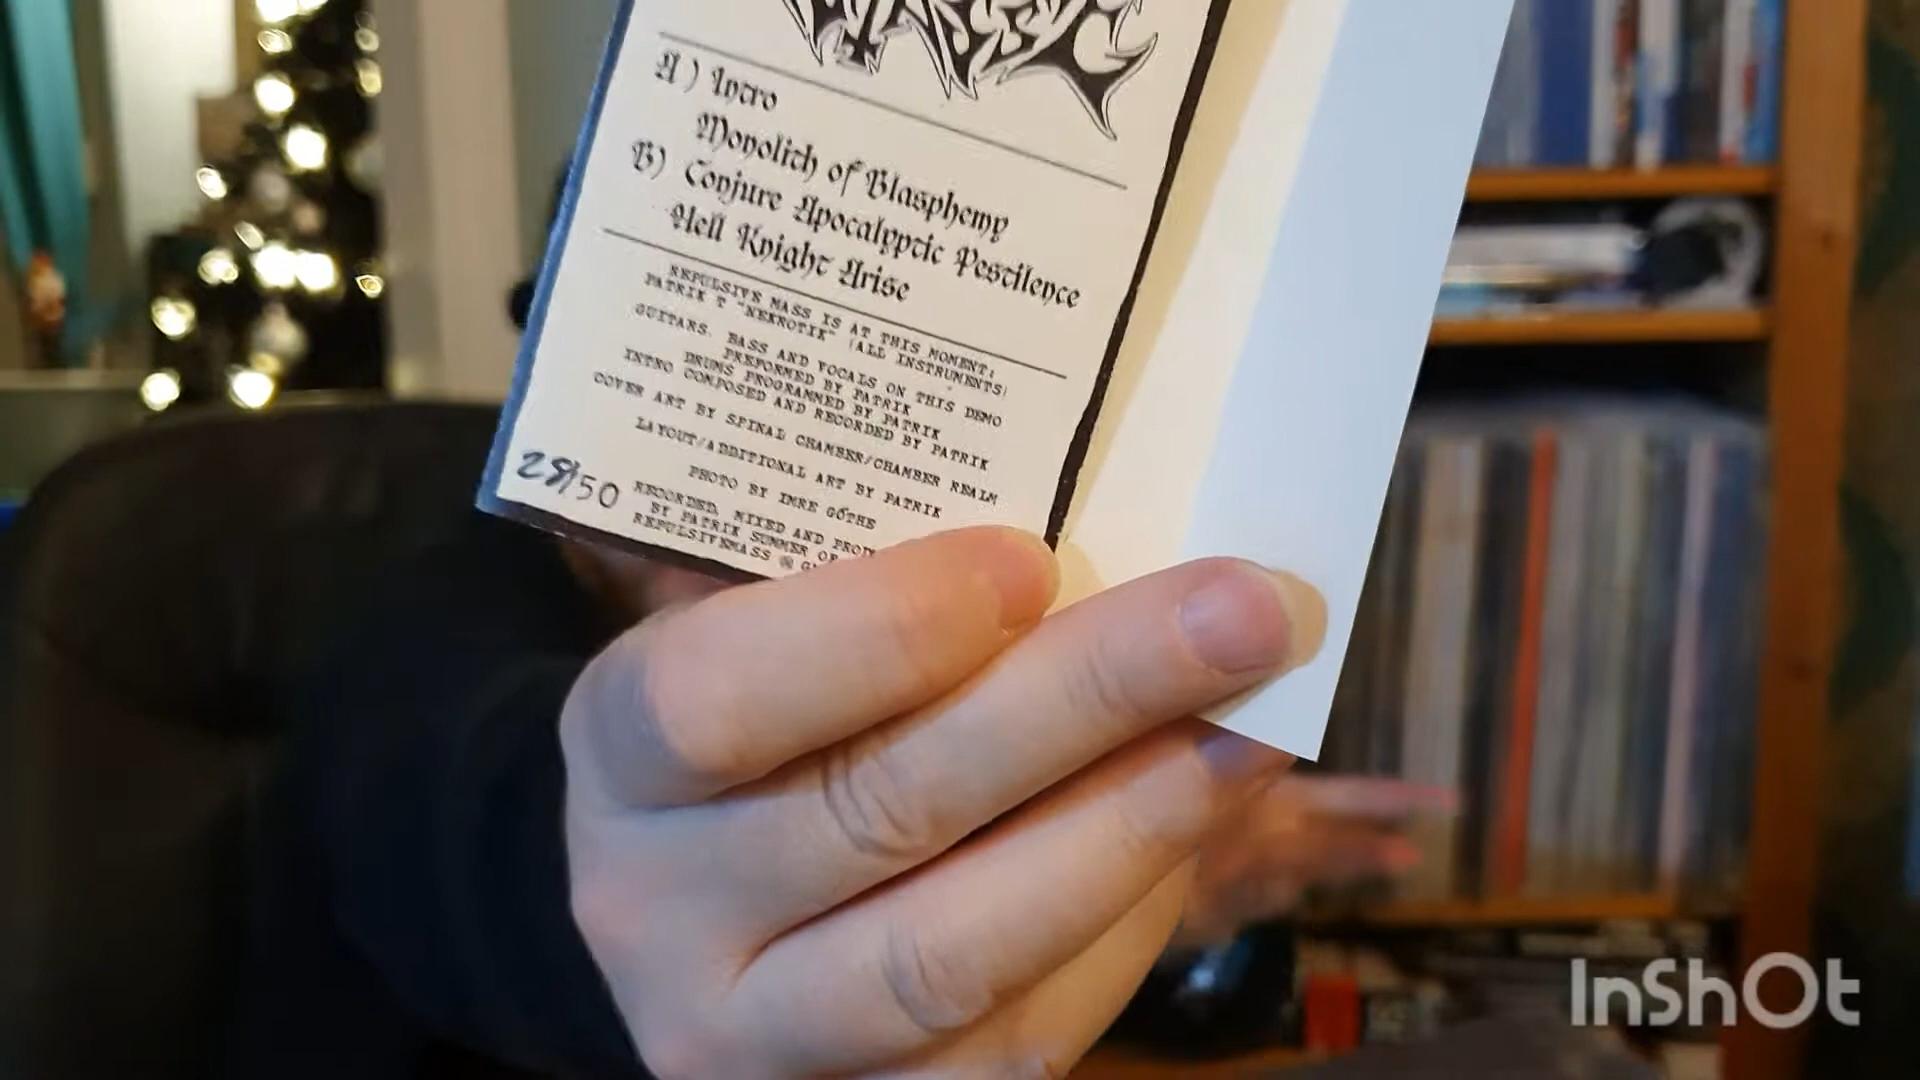 A) Intro
Monolith of Blasphemy
B) Conjure Apocalyptic Pestilence
Hell Knight Arise
REPULSIVE MASS IS AT THIS MOMENT:
PATRIK T "NEKROTIK" (ALL INSTRUMENTS)
GUITARS, BASS AND VOCALS ON THIS DEMO
PREFORMED BY PATRIK
DRUMS PROGRAMMED BY PATRIK
INTRO COMPOSED AND RECORDED BY PATRIK
COVER ART BY SPINAL CHAMBER/CHAMBER REALM
LAYOUT/ADDITIONAL ART BY PATRIK
PHOTO BY IMRE GÖTHE
RECORDED, MIXED AND
BY PATRIK SUMMER OF
REPULSIVEMASS @
/50
InShOt